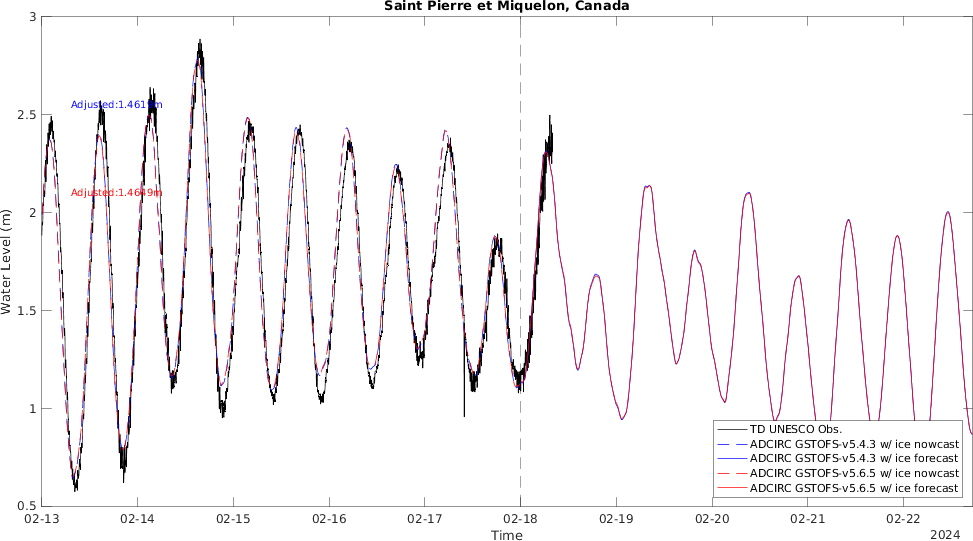 Saint Pierre et Miquelon, Canada
3
2.5
2
1.5
1
0.5
Water Level (m)
Adjusted:1.4619m
Adjusted:1.4649m
TD UNESCO Obs.
ADCIRC GSTOFS-v5.4.3 w/ ice nowcast
ADCIRC GSTOFS-v5.4.3 w/ ice forecast
ADCIRC GSTOFS-v5.6.5 w/ ice nowcast
ADCIRC GSTOFS-v5.6.5 w/ ice forecast
02-13 02-14 02-15 02-16 02-17 02-18 02-19 02-20 02-21 02-22
Time
2024